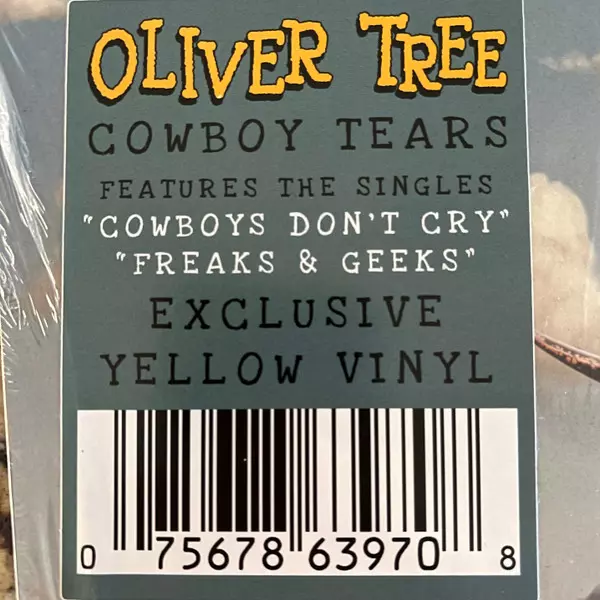 OLIVER TREE
COWBOY TEARS
FEATURES THE SINGLES
"COWBOYS DON'T CRY"
"FREAKS & GEEKS"
EXCLUSIVE
YELLOW VINYL
0 75678 63970 8